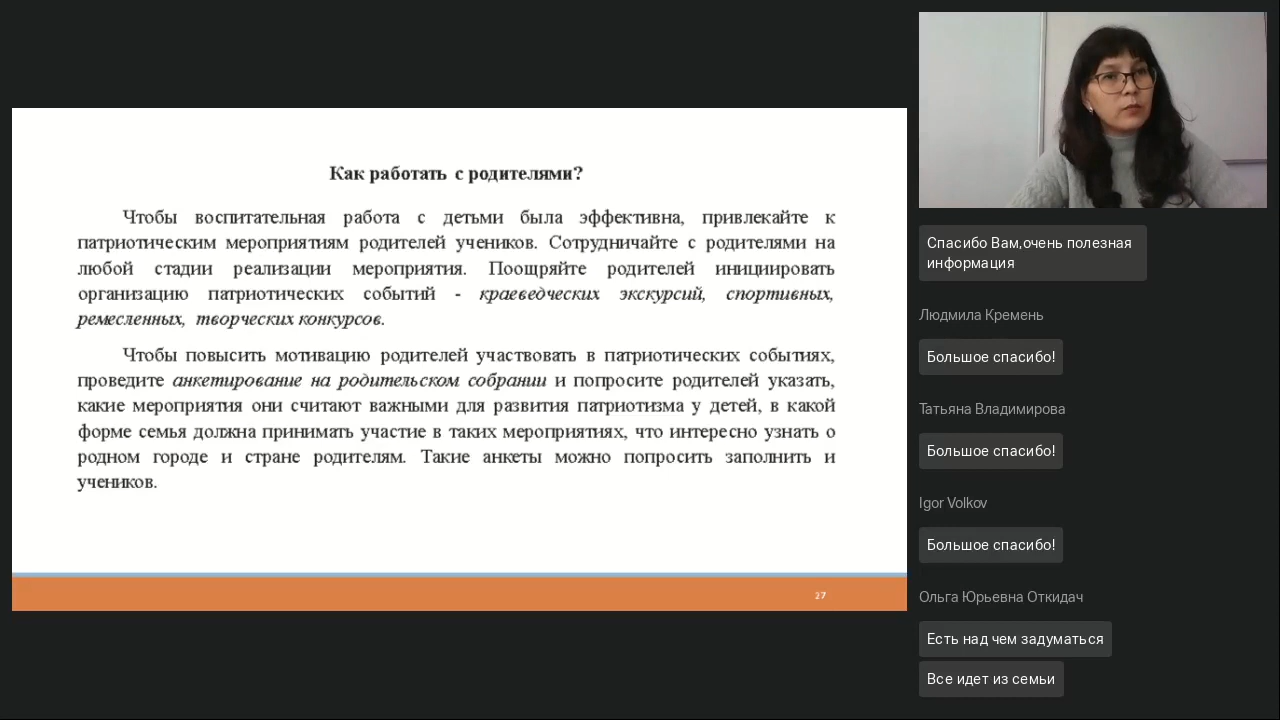 Как работать с родителями?
Чтобы воспитательная работа с детьми была эффективна, привлекайте к
патриотическим мероприятиям родителей учеников. Сотрудничайте с родителями на
любой стадии реализации мероприятия. Поощряйте родителей инициировать
организацию патриотических событий - краеведческих экскурсий, спортивных,
ремесленных, творческих конкурсов.
Чтобы повысить мотивацию родителей участвовать в патриотических событиях,
проведите анкетирование на родительском собрании и попросите родителей указать,
какие мероприятия они считают важными для развития патриотизма у детей, в какой
форме семья должна принимать участие в таких мероприятиях, что интересно узнать о
родном городе и стране родителям. Такие анкеты можно попросить заполнить и
учеников.
27
Спасибо Вам,очень полезная
информация
Людмила Кремень
Большое спасибо!
Татьяна Владимирова
Большое спасибо!
Igor Volkov
Большое спасибо!
Ольга Юрьевна Откидач
Есть над чем задуматься
Все идет из семьи